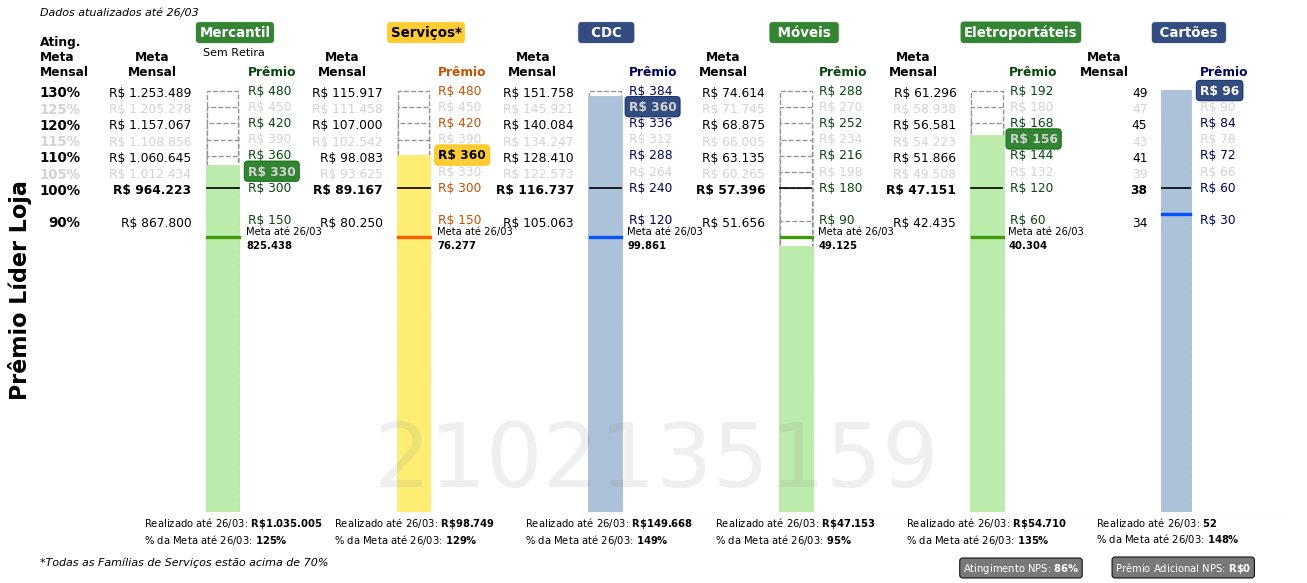 Dados atualizados até 26/03
Mercantil Serviços* CDC Móveis Eletroportáteis Cartões
Sem Retira
Ating. Meta Mensal
Meta Mensal Prêmio Meta Mensal Prêmio Meta Mensal Prêmio Meta Mensal Prêmio Meta Mensal Prêmio Meta Mensal Prêmio
130% R$ 1.253.489 R$ 480 R$ 115.917 R$ 480 R$ 151.758 R$ 384 R$ 74.614 R$ 288 R$ 61.296 R$ 192 49 R$ 96
125% R$ 1.205.278 R$ 450 R$ 111.458 R$ 450 R$ 145.921 R$ 360 R$ 71.745 R$ 270 R$ 58.938 R$ 180 47 R$ 90
120% R$ 1.157.067 R$ 420 R$ 107.000 R$ 420 R$ 140.084 R$ 336 R$ 68.875 R$ 252 R$ 56.581 R$ 168 45 R$ 84
115% R$ 1.108.856 R$ 390 R$ 102.542 R$ 390 R$ 134.247 R$ 312 R$ 66.005 R$ 234 R$ 54.223 R$ 156 43 R$ 78
110% R$ 1.060.645 R$ 360 R$ 98.083 R$ 360 R$ 128.410 R$ 288 R$ 63.135 R$ 216 R$ 51.866 R$ 144 41 R$ 72
105% R$ 1.012.434 R$ 330 R$ 93.625 R$ 330 R$ 122.573 R$ 264 R$ 60.265 R$ 198 R$ 49.508 R$ 132 39 R$ 66
100% R$ 964.223 R$ 300 R$ 89.167 R$ 300 R$ 116.737 R$ 240 R$ 57.396 R$ 180 R$ 47.151 R$ 120 38 R$ 60
90% R$ 867.800 R$ 150 R$ 80.250 R$ 150 R$ 105.063 R$ 120 R$ 51.656 R$ 90 R$ 42.435 R$ 60 34 R$ 30
Meta até 26/03 Meta até 26/03 Meta até 26/03 Meta até 26/03 Meta até 26/03
825.438 76.277 99.861 49.125 40.304
Prêmio Líder Loja
2102135159
Realizado até 26/03: R$1.035.005 Realizado até 26/03: R$98.749 Realizado até 26/03: R$149.668 Realizado até 26/03: R$47.153 Realizado até 26/03: R$54.710 Realizado até 26/03: 52
% da Meta até 26/03: 125% % da Meta até 26/03: 129% % da Meta até 26/03: 149% % da Meta até 26/03: 95% % da Meta até 26/03: 135% % da Meta até 26/03: 148%
*Todas as Famílias de Serviços estão acima de 70% Atingimento NPS: 86% Prêmio Adicional NPS: R$0